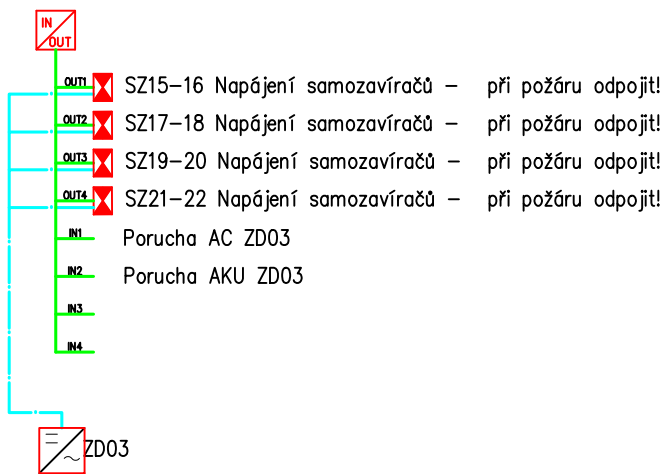 IN
OUT
OUT1 SZ15-16 Napájení samozavíračů - při požáru odpojit!
OUT2 SZ17-18 Napájení samozavíračů - při požáru odpojit!
OUT3 SZ19-20 Napájení samozavíračů - při požáru odpojit!
OUT4 SZ21-22 Napájení samozavíračů - při požáru odpojit!
IN1 Porucha AC ZD03
IN2 Porucha AKU ZD03
IN3
IN4
ZD03